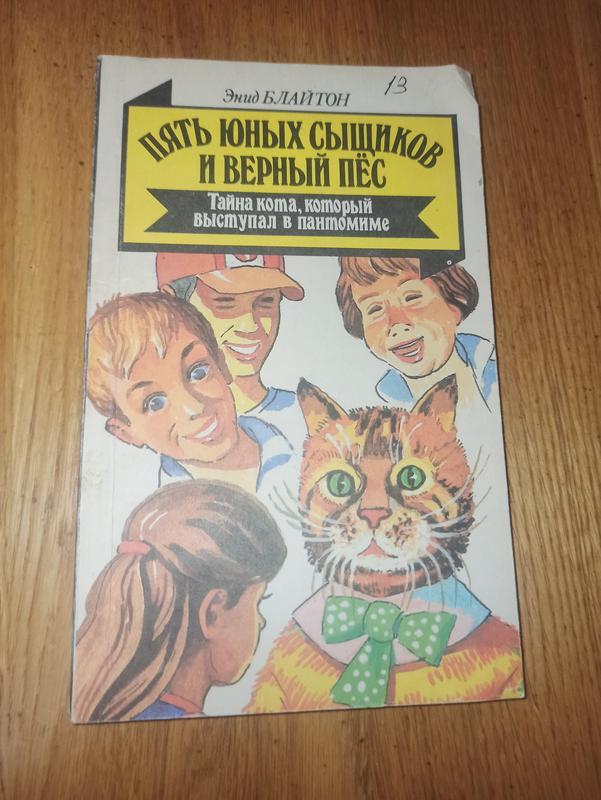 Энид БЛАЙТОН
13
ПЯТЬ ЮНЫХ СЫЩИКОВ
И ВЕРНЫЙ ПЁС
Тайна кота, который
выступал в пантомиме